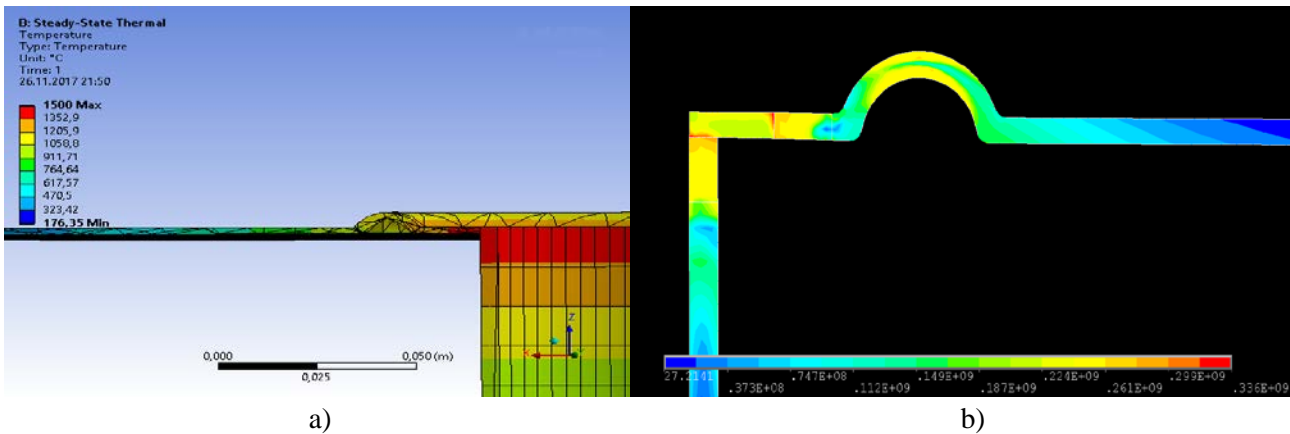 B: Steady-State Thermal
Temperature
Type: Temperature
Unit: °C
Time: 1
26.11.2017 21:50
1500 Max
1352,9
1205,9
1058,8
911,71
764,64
617,57
470,5
323,42
176,35 Min
Z
X
Y
0,000
0,050 (m)
0,025
27.2141
.747E+08
.149E+09
.224E+09
.299E+09
.373E+08
.112E+09
.187E+09
.261E+09
.336E+09
a)
b)